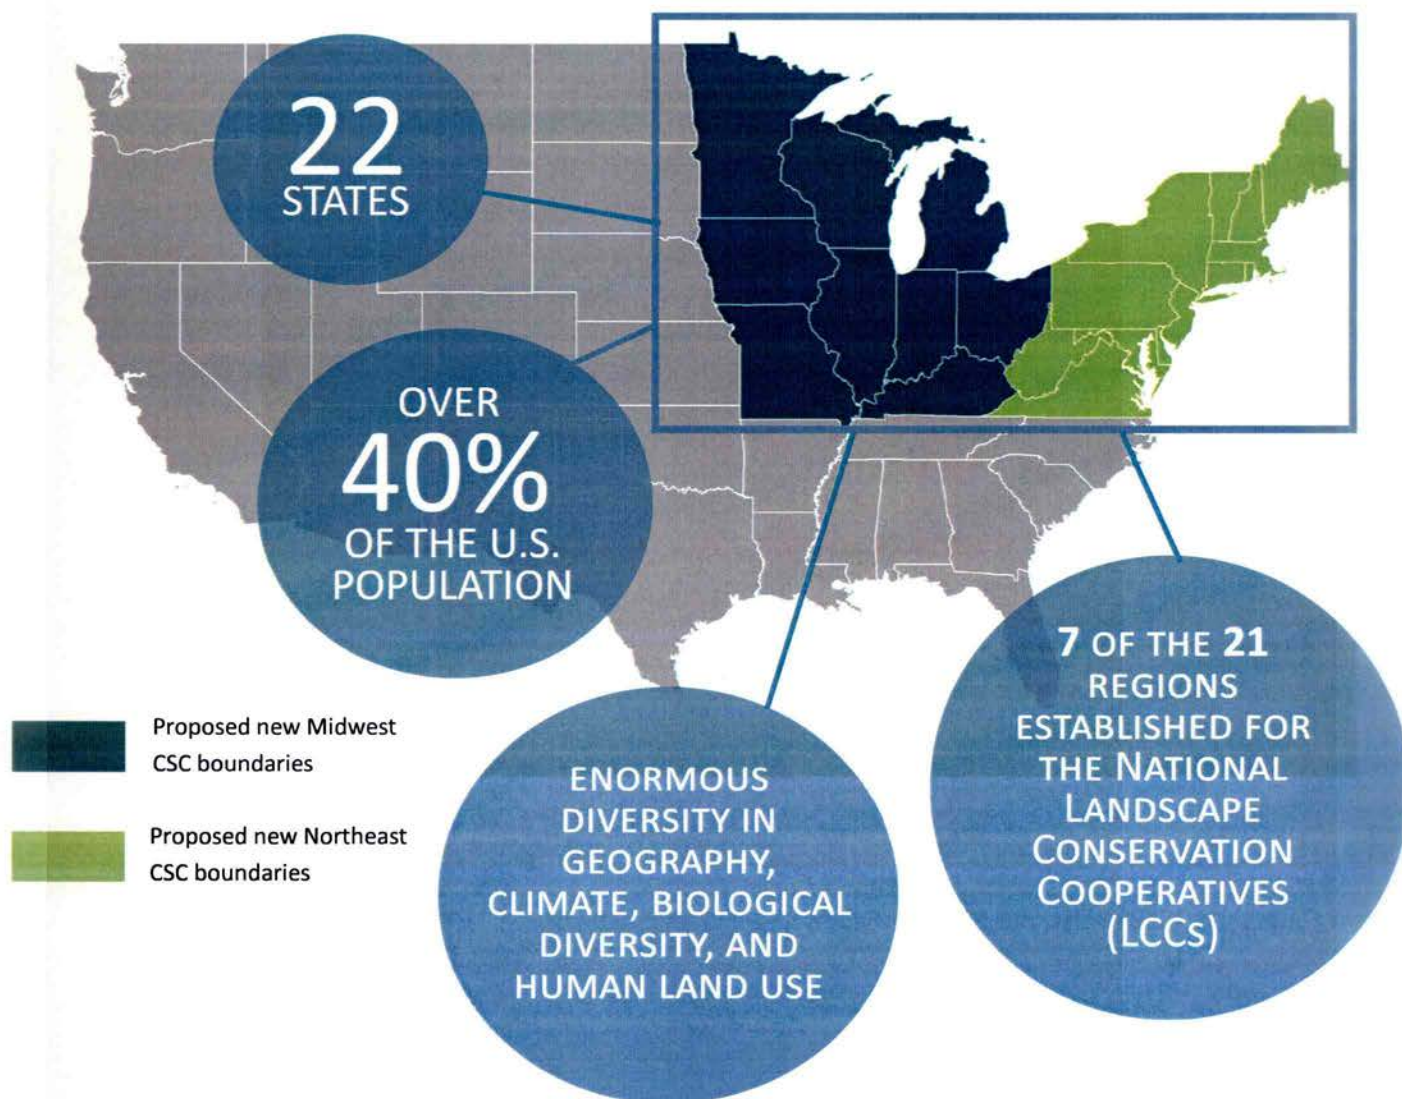 22
STATES
OVER
40%
OF THE U.S.
POPULATION
Proposed new Midwest
CSC boundaries
Proposed new Northeast
CSC boundaries
ENORMOUS
DIVERSITY IN
GEOGRAPHY,
CLIMATE, BIOLOGICAL
DIVERSITY, AND
HUMAN LAND USE
7 OF THE 21
REGIONS
ESTABLISHED FOR
THE NATIONAL
LANDSCAPE
CONSERVATION
COOPERATIVES
(LCCS)